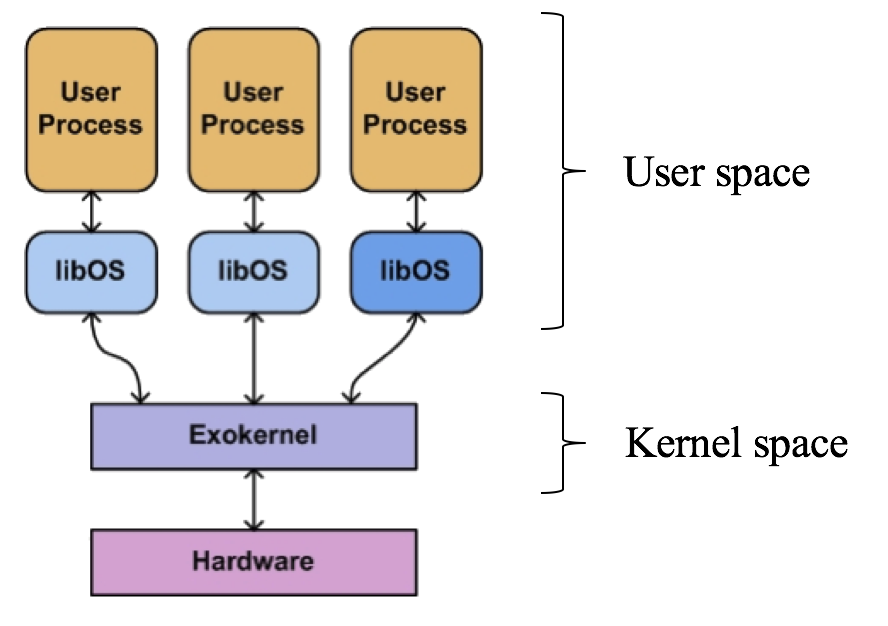 User
Process
User
Process
User
Process
User space
libOS
libOS
libOS
Exokernel
Kernel space
Hardware